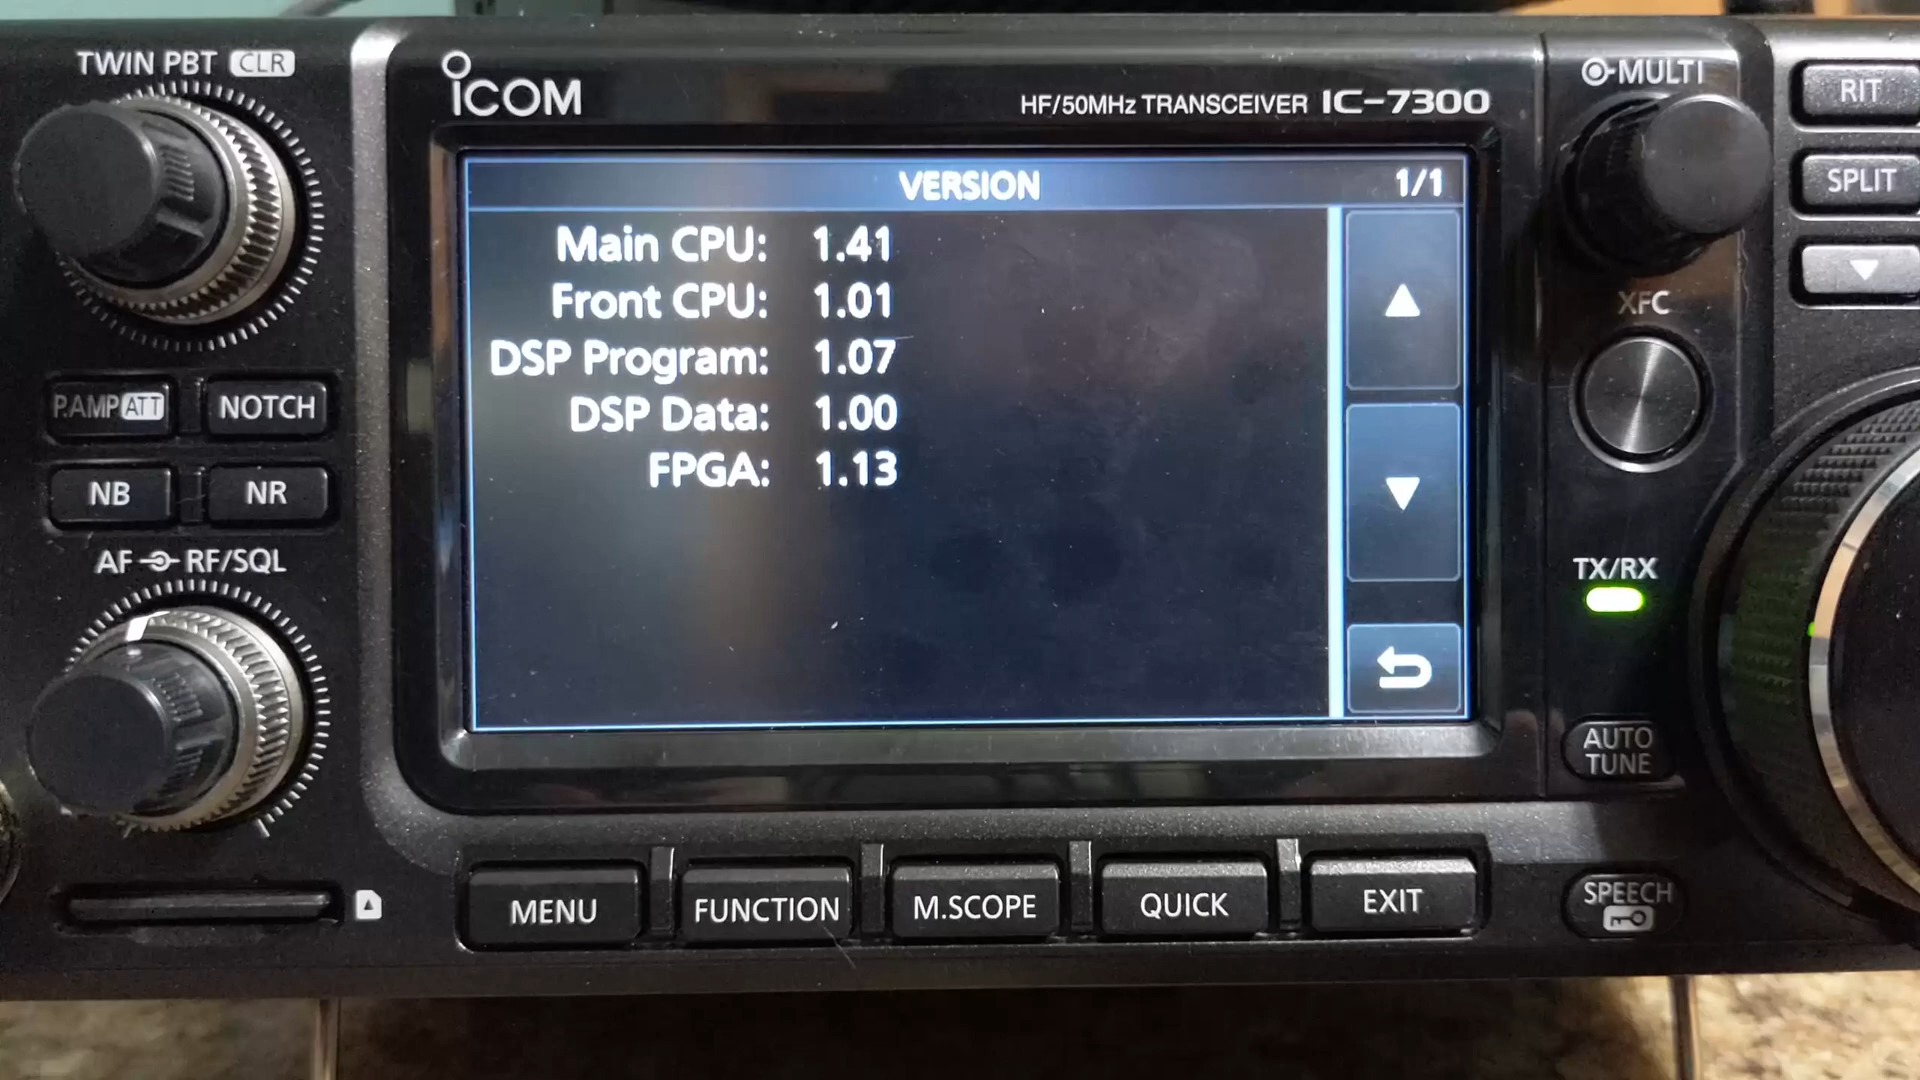 TWIN PBT CLR
ICOM
HF/50MHz TRANSCEIVER IC-7300
MULTI
RIT
SPLIT
VERSION 1/1
Main CPU: 1.41
Front CPU: 1.01
DSP Program: 1.07
DSP Data: 1.00
FPGA: 1.13
XFC
P.AMP ATT
NOTCH
NB
NR
AF RF/SQL
TX/RX
AUTO
TUNE
MENU
FUNCTION
M.SCOPE
QUICK
EXIT
SPEECH